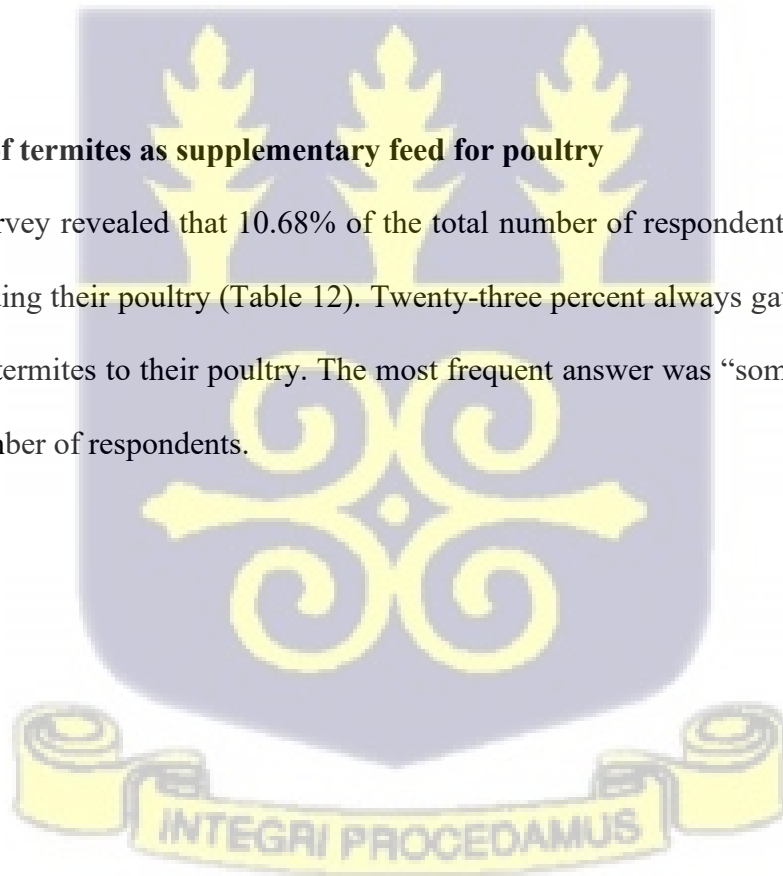 f termites as supplementary feed for poultry
rvey revealed that 10.68% of the total number of respondent
ing their poultry (Table 12). Twenty-three percent always ga
termites to their poultry. The most frequent answer was “som
ber of respondents.
INTEGRI PROCEDAMUS